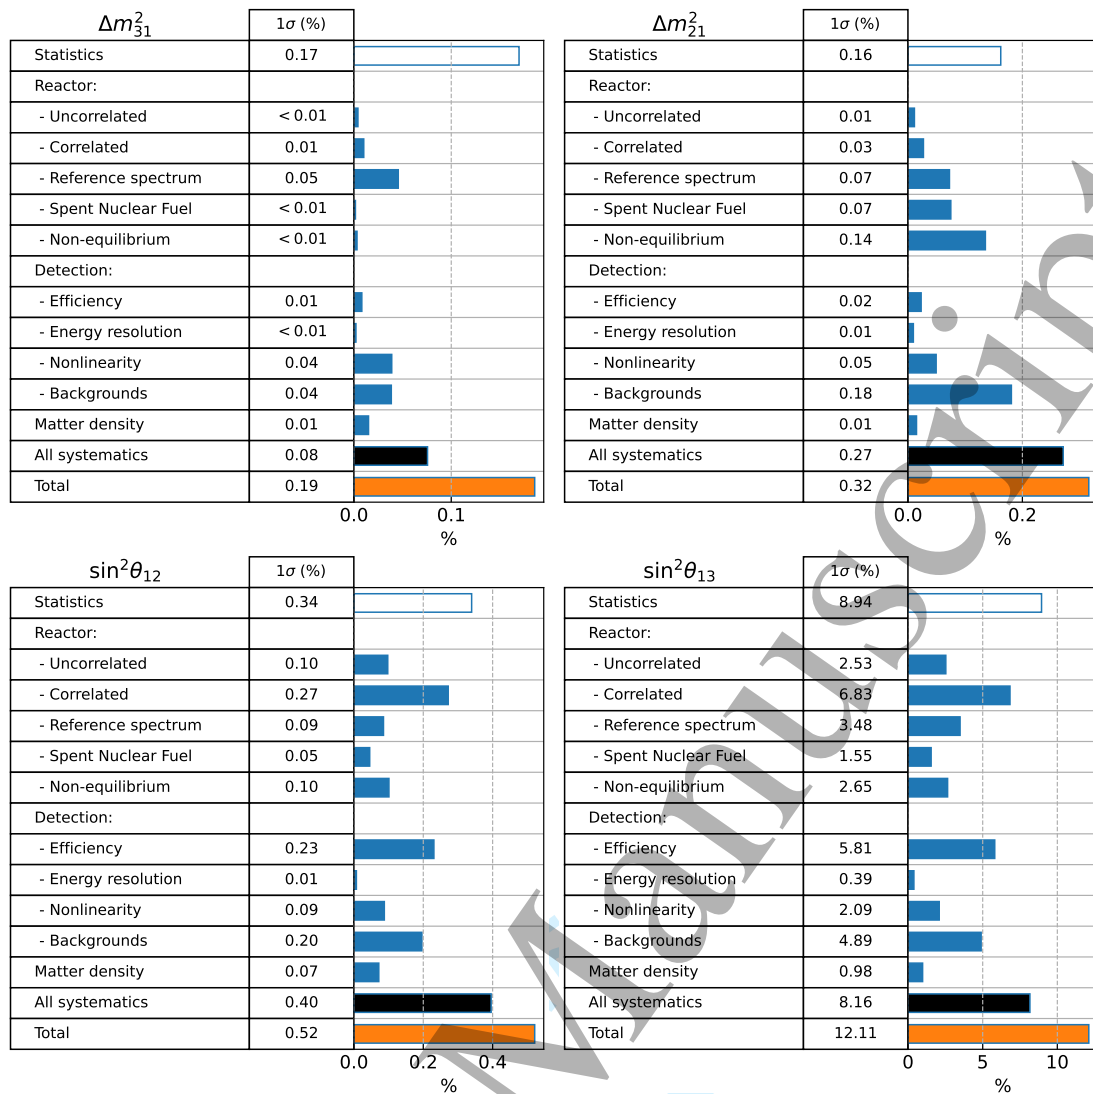 Δm²₃₁ 1σ (%)
Statistics 0.17
Reactor:
- Uncorrelated < 0.01
- Correlated 0.01
- Reference spectrum 0.05
- Spent Nuclear Fuel < 0.01
- Non-equilibrium < 0.01
Detection:
- Efficiency 0.01
- Energy resolution < 0.01
- Nonlinearity 0.04
- Backgrounds 0.04
Matter density 0.01
All systematics 0.08
Total 0.19
0.0 0.1
%
Δm²₂₁ 1σ (%)
Statistics 0.16
Reactor:
- Uncorrelated 0.01
- Correlated 0.03
- Reference spectrum 0.07
- Spent Nuclear Fuel 0.07
- Non-equilibrium 0.14
Detection:
- Efficiency 0.02
- Energy resolution 0.01
- Nonlinearity 0.05
- Backgrounds 0.18
Matter density 0.01
All systematics 0.27
Total 0.32
0.0 0.2
%
sin²θ₁₂ 1σ (%)
Statistics 0.34
Reactor:
- Uncorrelated 0.10
- Correlated 0.27
- Reference spectrum 0.09
- Spent Nuclear Fuel 0.05
- Non-equilibrium 0.10
Detection:
- Efficiency 0.23
- Energy resolution 0.01
- Nonlinearity 0.09
- Backgrounds 0.20
Matter density 0.07
All systematics 0.40
Total 0.52
0.0 0.2 0.4
%
sin²θ₁₃ 1σ (%)
Statistics 8.94
Reactor:
- Uncorrelated 2.53
- Correlated 6.83
- Reference spectrum 3.48
- Spent Nuclear Fuel 1.55
- Non-equilibrium 2.65
Detection:
- Efficiency 5.81
- Energy resolution 0.39
- Nonlinearity 2.09
- Backgrounds 4.89
Matter density 0.98
All systematics 8.16
Total 12.11
0 5 10
%
Manuscrip